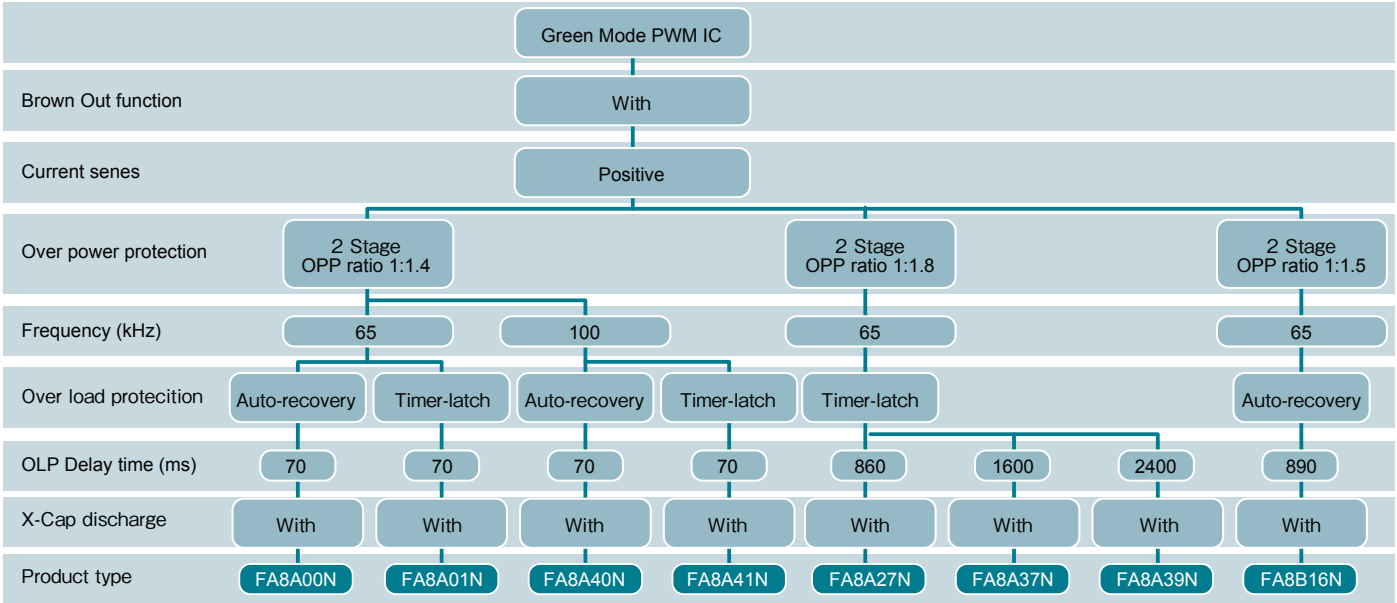 Green Mode PWM IC
Brown Out function
With
Current senes
Positive
Over power protection
2 Stage
OPP ratio 1:1.4
2 Stage
OPP ratio 1:1.8
2 Stage
OPP ratio 1:1.5
Frequency (kHz)
65
100
65
65
Over load protecition
Auto-recovery
Timer-latch
Auto-recovery
Timer-latch
Timer-latch
Auto-recovery
OLP Delay time (ms)
70
70
70
70
860
1600
2400
890
X-Cap discharge
With
With
With
With
With
With
With
With
Product type
FA8A00N
FA8A01N
FA8A40N
FA8A41N
FA8A27N
FA8A37N
FA8A39N
FA8B16N